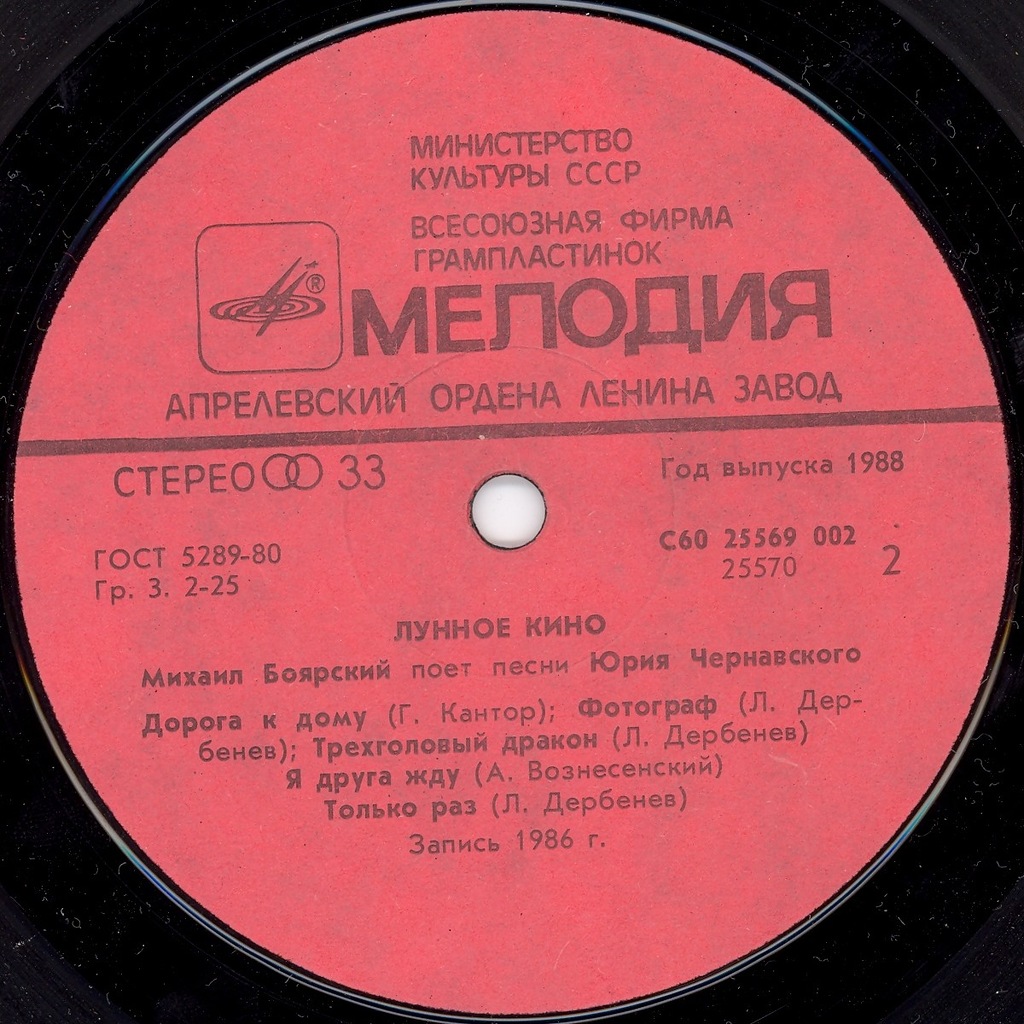 МИНИСТЕРСТВО
КУЛЬТУРЫ СССР
ВСЕСОЮЗНАЯ ФИРМА
ГРАМПЛАСТИНОК
®
МЕЛОДИЯ
АПРЕЛЕВСКИЙ ОРДЕНА ЛЕНИНА ЗАВОД
СТЕРЕО 33
Год выпуска 1988
ГОСТ 5289-80
Гр. 3. 2-25
С60 25569 002
25570
2
ЛУННОЕ КИНО
Михаил Боярский поет песни Юрия Чернавского
Дорога к дому (Г. Кантор); Фотограф (Л. Дер-
бенев); Трехголовый дракон (Л. Дербенев)
Я друга жду (А. Вознесенский)
Только раз (Л. Дербенев)
Запись 1986 г.